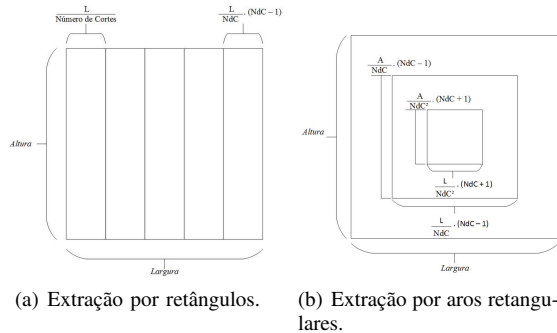 L
Número de Cortes
L
NdC
. (NdC – 1)
Altura
Largura
A
NdC
. (NdC – 1)
A
NdC²
. (NdC + 1)
Altura
L
NdC²
. (NdC + 1)
L
NdC
. (NdC – 1)
Largura
(a) Extração por retângulos.
(b) Extração por aros retangu-
lares.